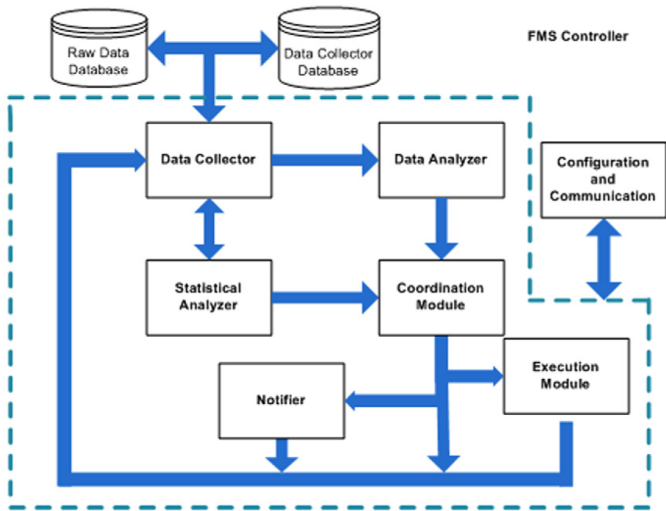 Raw Data
Database
Data Collector
Database
FMS Controller
Data Collector
Data Analyzer
Configuration
and
Communication
Statistical
Analyzer
Coordination
Module
Execution
Module
Notifier